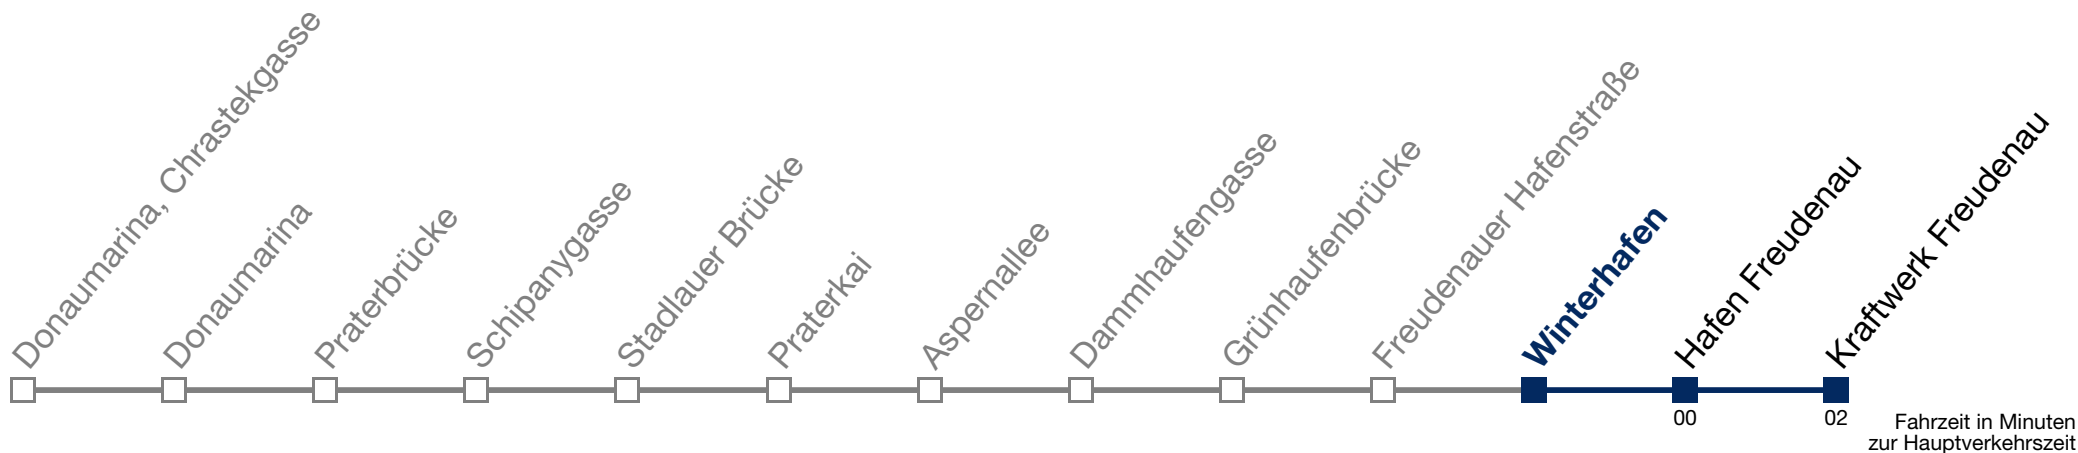 Donaumarina, Chrastekgasse
Donaumarina
Praterbrücke
Schipanygasse
Stadlauer Brücke
Praterkai
Aspernallee
Dammhaufengasse
Grünhaufenbrücke
Freudenauer Hafenstraße
Winterhafen
Hafen Freudenau
Kraftwerk Freudenau
00
02
Fahrzeit in Minuten
zur Hauptverkehrszeit